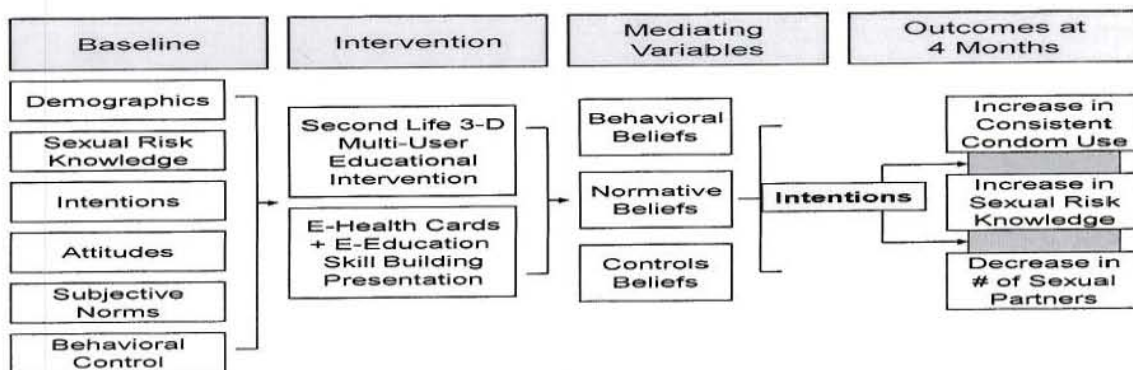 Baseline
Intervention
Mediating
Variables
Outcomes at
4 Months
Demographics
Sexual Risk
Knowledge
Intentions
Attitudes
Subjective
Norms
Behavioral
Control
Second Life 3-D
Multi-User
Educational
Intervention
E-Health Cards
+ E-Education
Skill Building
Presentation
Behavioral
Beliefs
Normative
Beliefs
Controls
Beliefs
Intentions
Increase in
Consistent
Condom Use
Increase in
Sexual Risk
Knowledge
Decrease in
# of Sexual
Partners